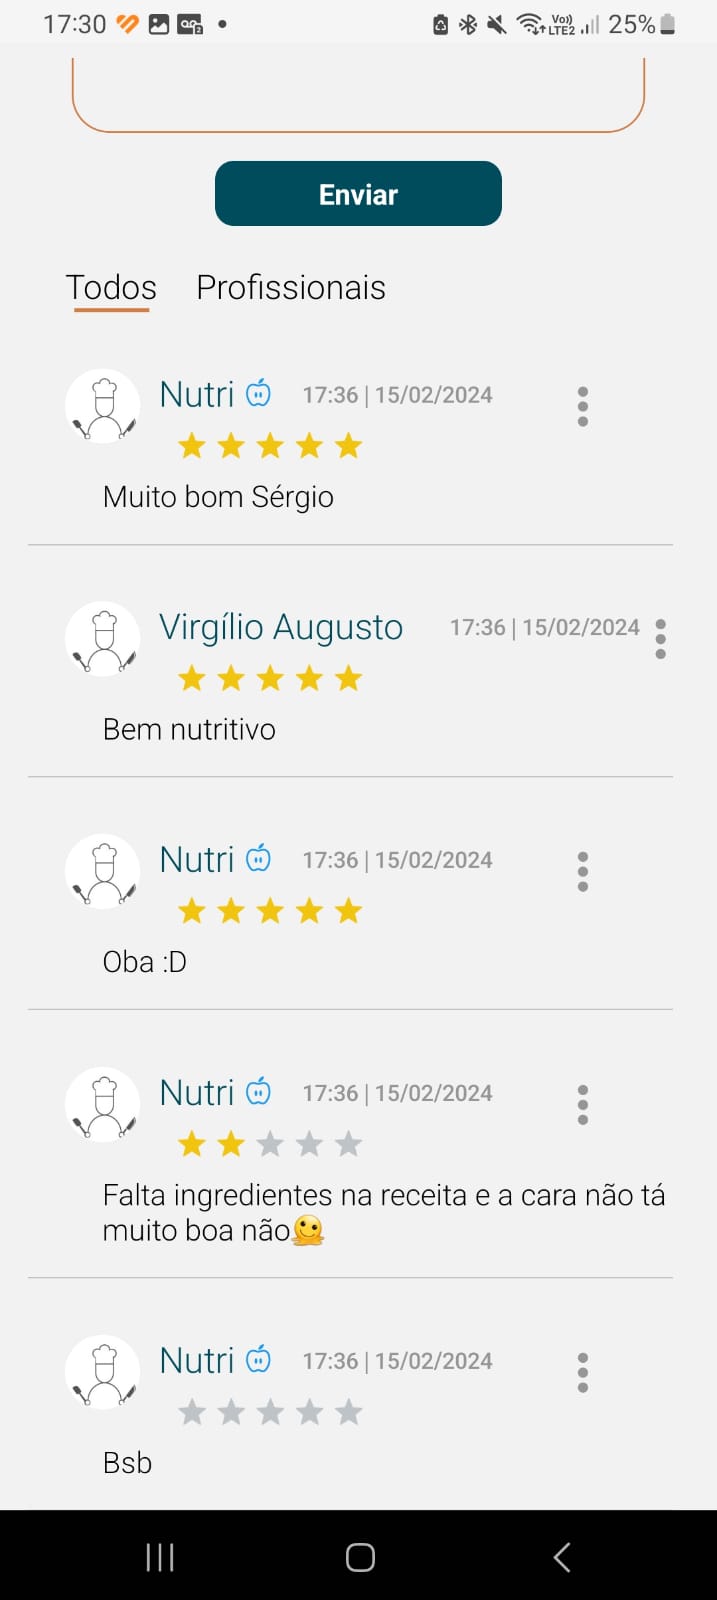 17:30
Vo))
LTE2
25%
Enviar
Todos Profissionais
Nutri 17:36 | 15/02/2024
Muito bom Sérgio
Virgílio Augusto 17:36 | 15/02/2024
Bem nutritivo
Nutri 17:36 | 15/02/2024
Oba :D
Nutri 17:36 | 15/02/2024
Falta ingredientes na receita e a cara não tá
muito boa não🫠
Nutri 17:36 | 15/02/2024
Bsb